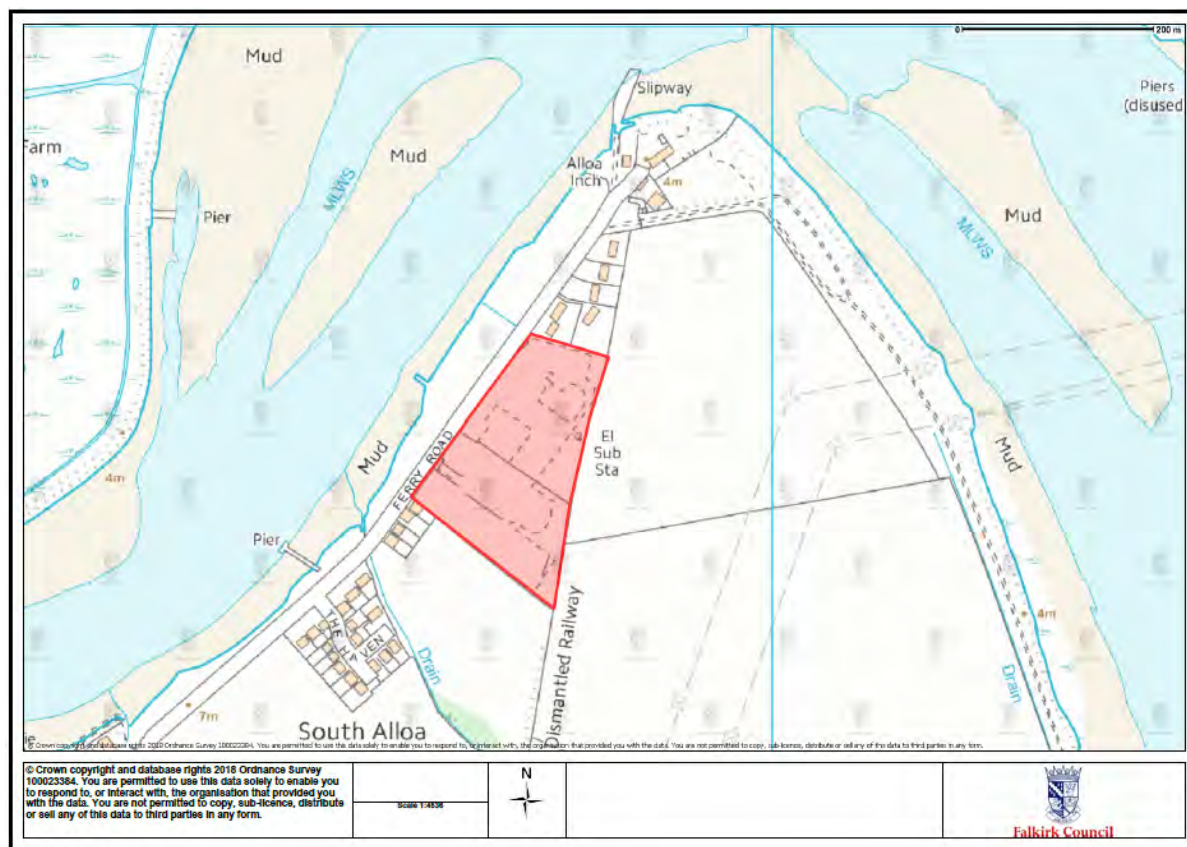 0 200 m
Mud
Slipway
Piers
(disused
Farm
Mud
Alloa
Inch
4m
MLWS
Pier
Mud
MLWS
El
Sub
Sta
FERRY ROAD
Mud
Mud
4m
Pier
4m
THE HAVEN
Drain
Dismantled Railway
Drain
7m
South Alloa
© Crown copyright and database rights 2018 Ordnance Survey 100023384. You are permitted to use this data solely to enable you to respond to, or interact with, the organisation that provided you with the data. You are not permitted to copy, sub-licence, distribute or sell any of this data to third parties in any form.
© Crown copyright and database rights 2018 Ordnance Survey
100023384. You are permitted to use this data solely to enable you
to respond to, or interact with, the organisation that provided you
with the data. You are not permitted to copy, sub-licence, distribute
or sell any of this data to third parties in any form.
Scale 1:4536
N
Falkirk Council